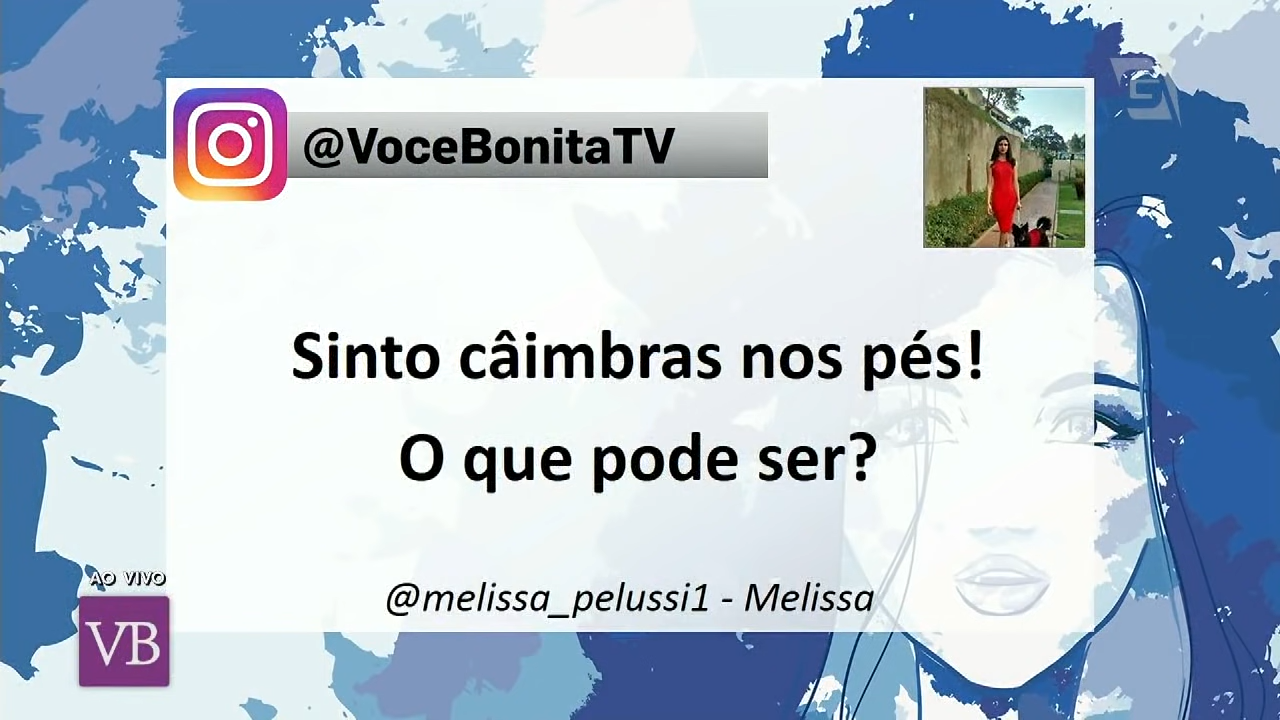 @VoceBonitaTV
Sinto câimbras nos pés!
O que pode ser?
@melissa_pelussi1 - Melissa
AO VIVO
VB
G